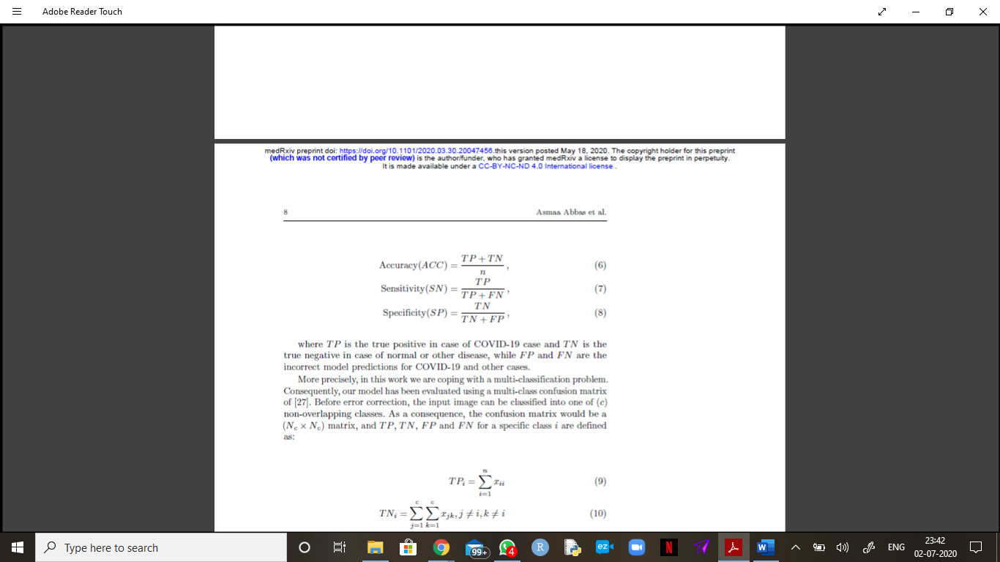 Adobe Reader Touch
medRxiv preprint doi: https://doi.org/10.1101/2020.03.30.20047456.this version posted May 18, 2020. The copyright holder for this preprint
(which was not certified by peer review) is the author/funder, who has granted medRxiv a license to display the preprint in perpetuity.
It is made available under a CC-BY-NC-ND 4.0 International license .
8 Asmaa Abbas et al.
Accuracy(ACC) = \frac{TP + TN}{n}, (6)
Sensitivity(SN) = \frac{TP}{TP + FN}, (7)
Specificity(SP) = \frac{TN}{TN + FP}, (8)
where TP is the true positive in case of COVID-19 case and TN is the
true negative in case of normal or other disease, while FP and FN are the
incorrect model predictions for COVID-19 and other cases.
More precisely, in this work we are coping with a multi-classification problem.
Consequently, our model has been evaluated using a multi-class confusion matrix
of [27]. Before error correction, the input image can be classified into one of (c)
non-overlapping classes. As a consequence, the confusion matrix would be a
(N_c × N_c) matrix, and TP, TN, FP and FN for a specific class i are defined
as:
TP_i = \sum_{i=1}^{n} x_{ii} (9)
TN_i = \sum_{j=1}^{c} \sum_{k=1}^{c} x_{jk}, j ≠ i, k ≠ i (10)
Type here to search
99+
4
R
ez
N
W
ENG
23:42
02-07-2020